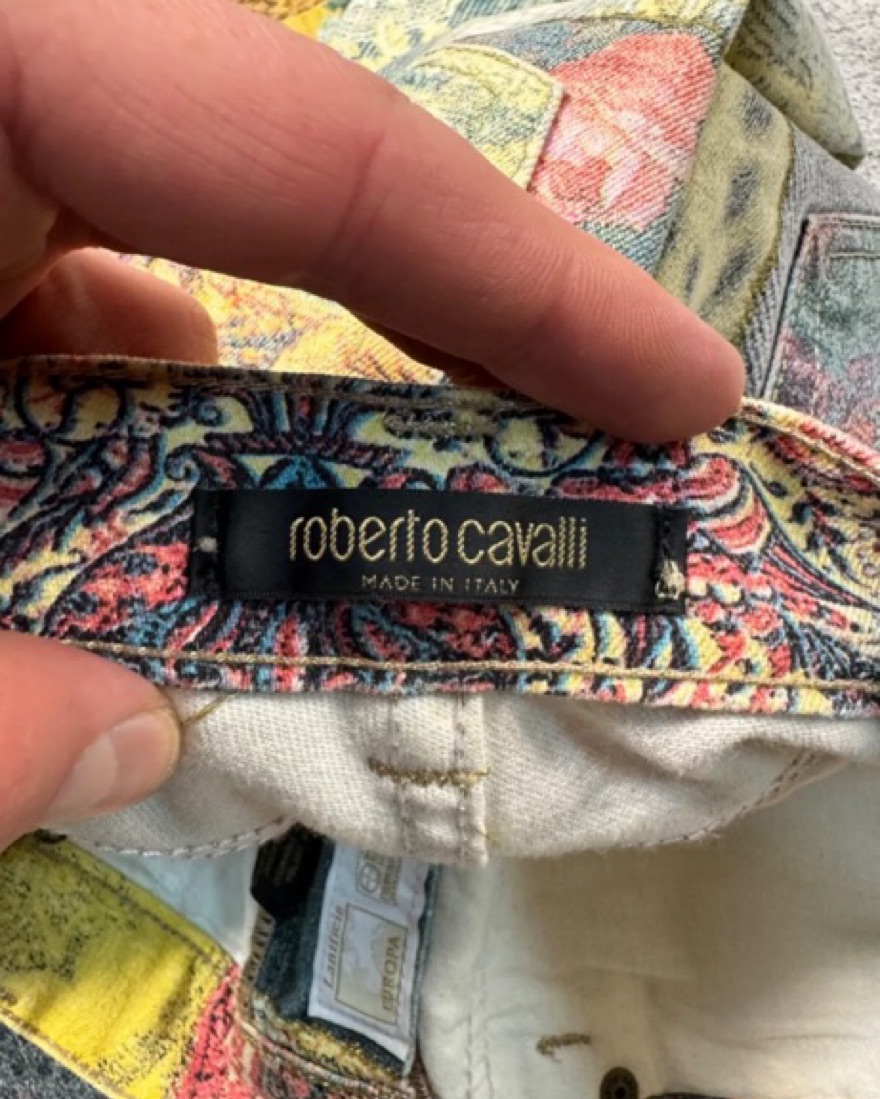 roberto cavalli
MADE IN ITALY
Lanificio
EUROPA